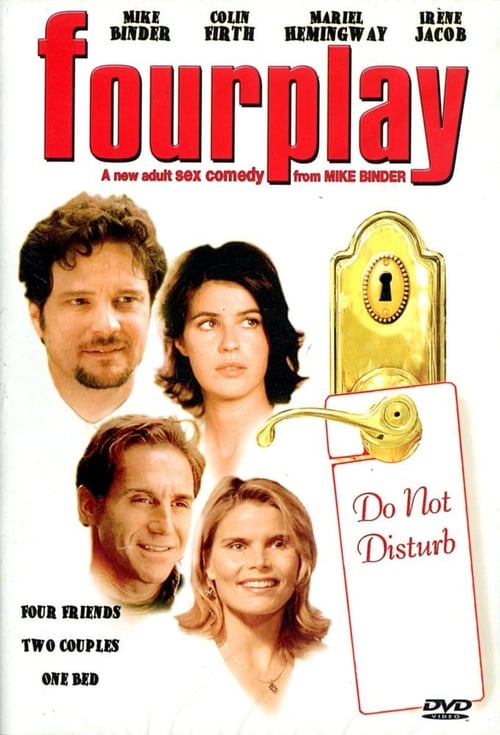 MIKE BINDER
COLIN FIRTH
MARIEL HEMINGWAY
IRÈNE JACOB
fourplay
A new adult sex comedy from MIKE BINDER
Do Not
Disturb
FOUR FRIENDS
TWO COUPLES
ONE BED
DVD
VIDEO